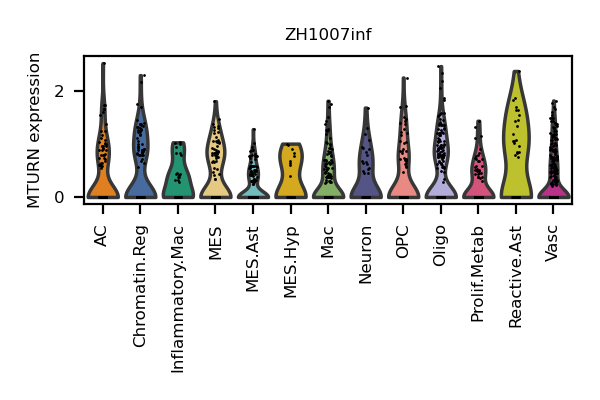 ZH1007inf
MTURN expression
2
0
AC
Chromatin.Reg
Inflammatory.Mac
MES
MES.Ast
MES.Hyp
Mac
Neuron
OPC
Oligo
Prolif.Metab
Reactive.Ast
Vasc